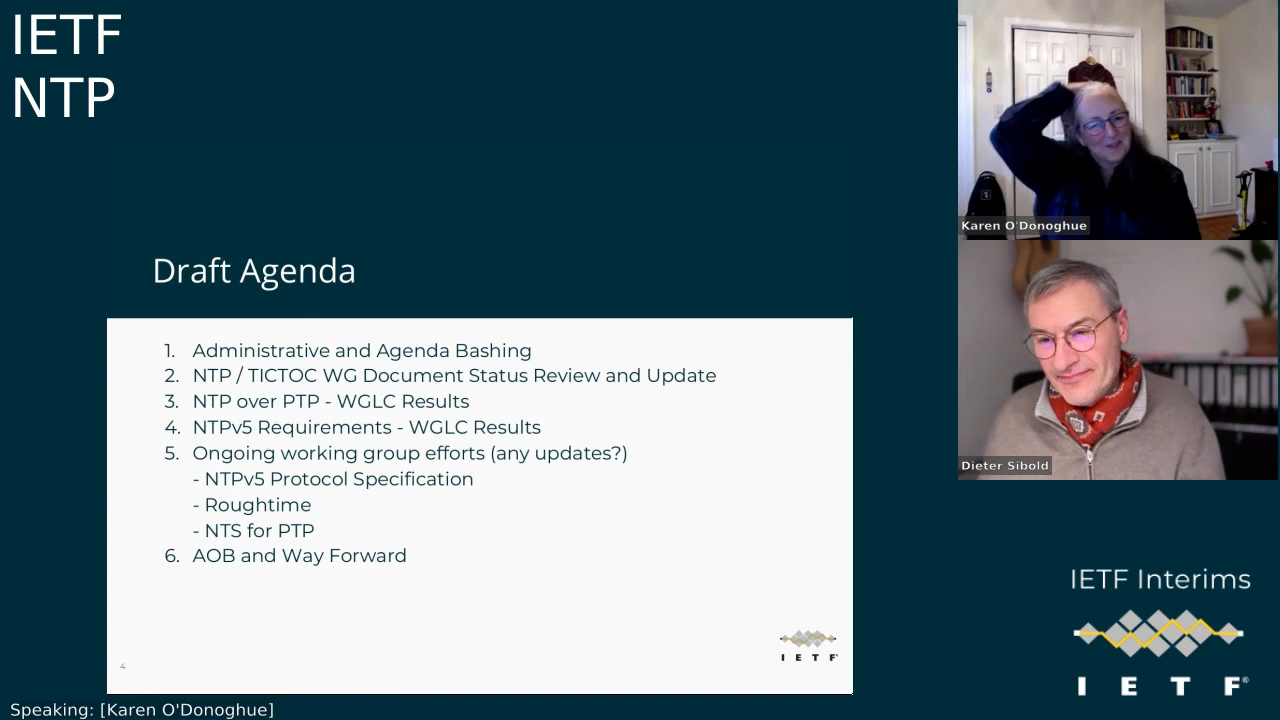 IETF
NTP
Karen O'Donoghue
Dieter Sibold
Draft Agenda
1. Administrative and Agenda Bashing
2. NTP / TICTOC WG Document Status Review and Update
3. NTP over PTP - WGLC Results
4. NTPv5 Requirements - WGLC Results
5. Ongoing working group efforts (any updates?)
- NTPv5 Protocol Specification
- Roughtime
- NTS for PTP
6. AOB and Way Forward
I E T F®
4
IETF Interims
I E T F®
Speaking: [Karen O'Donoghue]